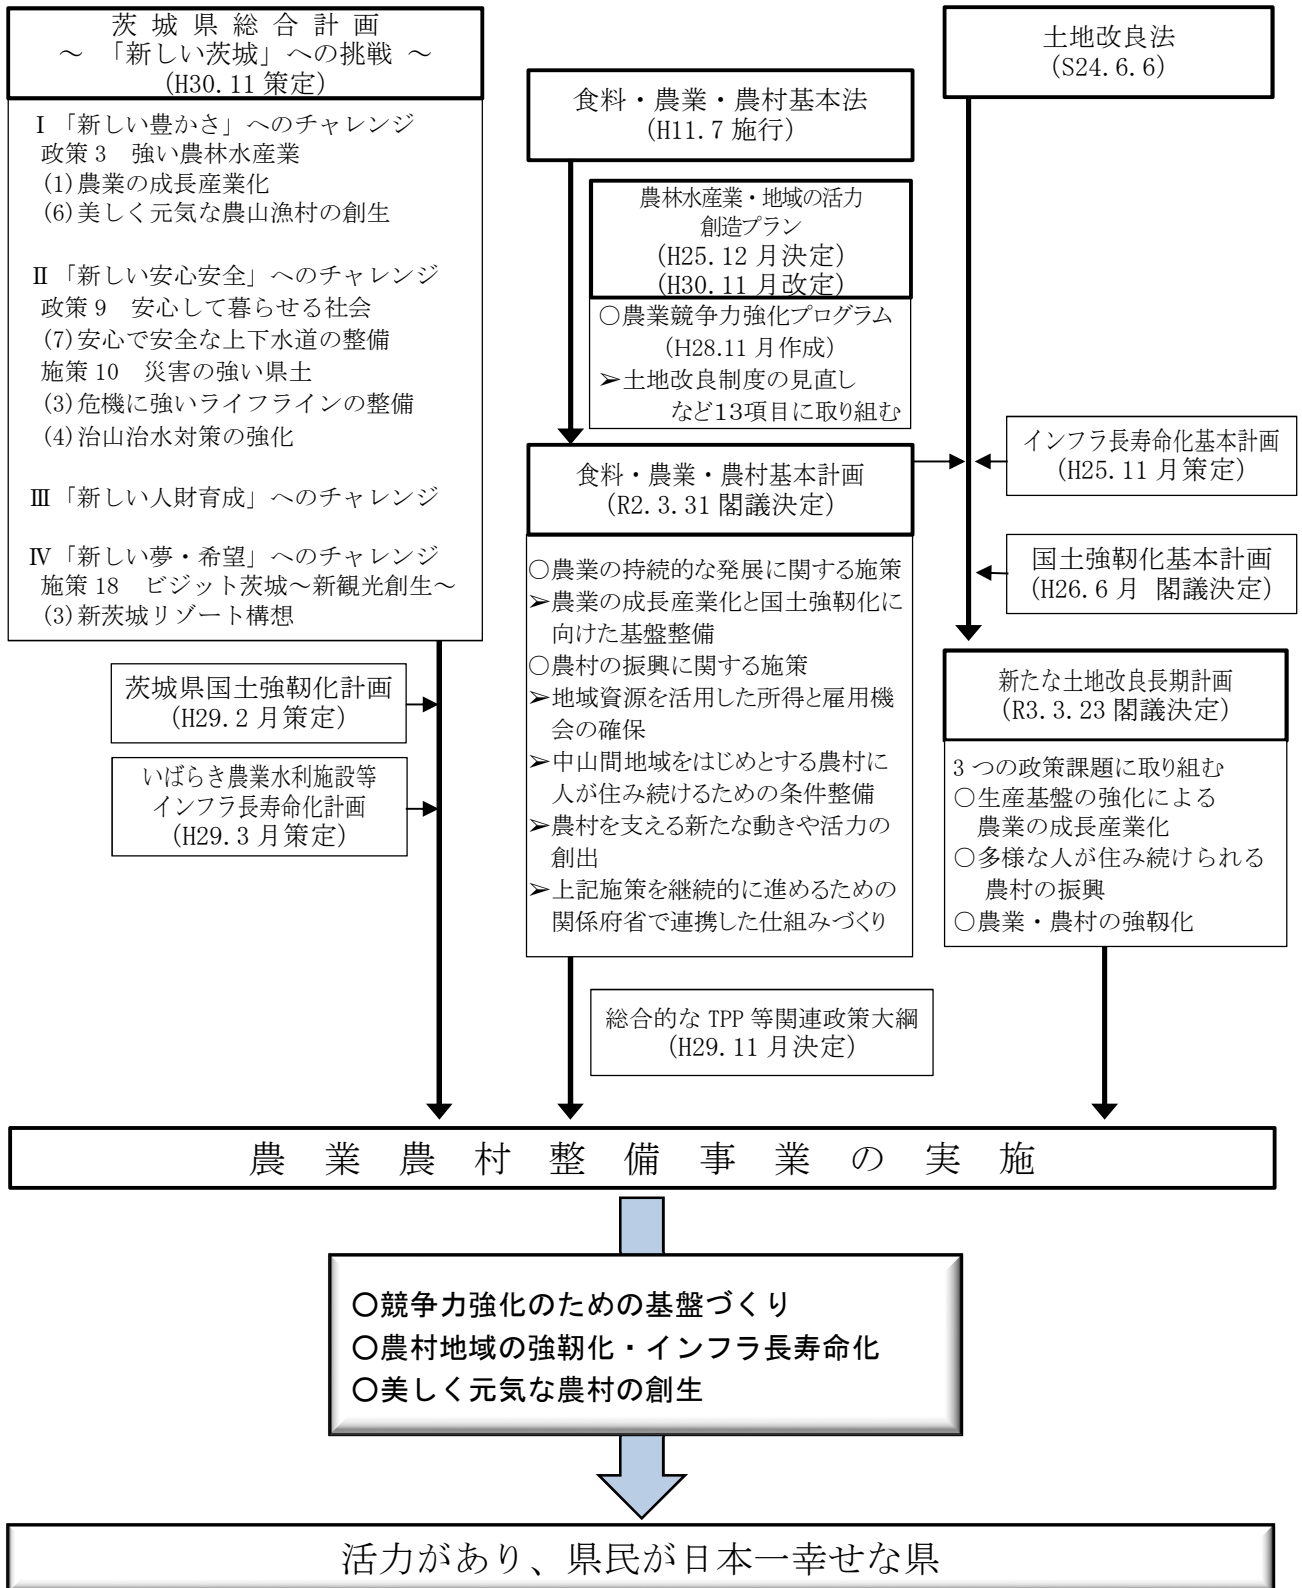 茨城県総合計画
～ 「新しい茨城」への挑戦 ～
(H30.11 策定)
Ⅰ「新しい豊かさ」へのチャレンジ
政策 3　強い農林水産業
(1)農業の成長産業化
(6)美しく元気な農山漁村の創生
Ⅱ「新しい安心安全」へのチャレンジ
政策 9　安心して暮らせる社会
(7)安心で安全な上下水道の整備
施策 10　災害の強い県土
(3)危機に強いライフラインの整備
(4)治山治水対策の強化
Ⅲ「新しい人財育成」へのチャレンジ
Ⅳ「新しい夢・希望」へのチャレンジ
施策 18　ビジット茨城～新観光創生～
(3)新茨城リゾート構想
茨城県国土強靭化計画
(H29.2 月策定)
いばらき農業水利施設等
インフラ長寿命化計画
(H29.3 月策定)
食料・農業・農村基本法
(H11.7 施行)
農林水産業・地域の活力
創造プラン
(H25.12 月決定)
(H30.11 月改定)
○農業競争力強化プログラム
(H28.11 月作成)
➢土地改良制度の見直し
など13項目に取り組む
食料・農業・農村基本計画
(R2.3.31 閣議決定)
○農業の持続的な発展に関する施策
➢農業の成長産業化と国土強靭化に
向けた基盤整備
○農村の振興に関する施策
➢地域資源を活用した所得と雇用機
会の確保
➢中山間地域をはじめとする農村に
人が住み続けるための条件整備
➢農村を支える新たな動きや活力の
創出
➢上記施策を継続的に進めるための
関係府省で連携した仕組みづくり
総合的な TPP 等関連政策大綱
(H29.11 月決定)
土地改良法
(S24.6.6)
インフラ長寿命化基本計画
(H25.11 月策定)
国土強靭化基本計画
(H26.6 月 閣議決定)
新たな土地改良長期計画
(R3.3.23 閣議決定)
3 つの政策課題に取り組む
○生産基盤の強化による
農業の成長産業化
○多様な人が住み続けられる
農村の振興
○農業・農村の強靭化
農業農村整備事業の実施
○競争力強化のための基盤づくり
○農村地域の強靭化・インフラ長寿命化
○美しく元気な農村の創生
活力があり、県民が日本一幸せな県